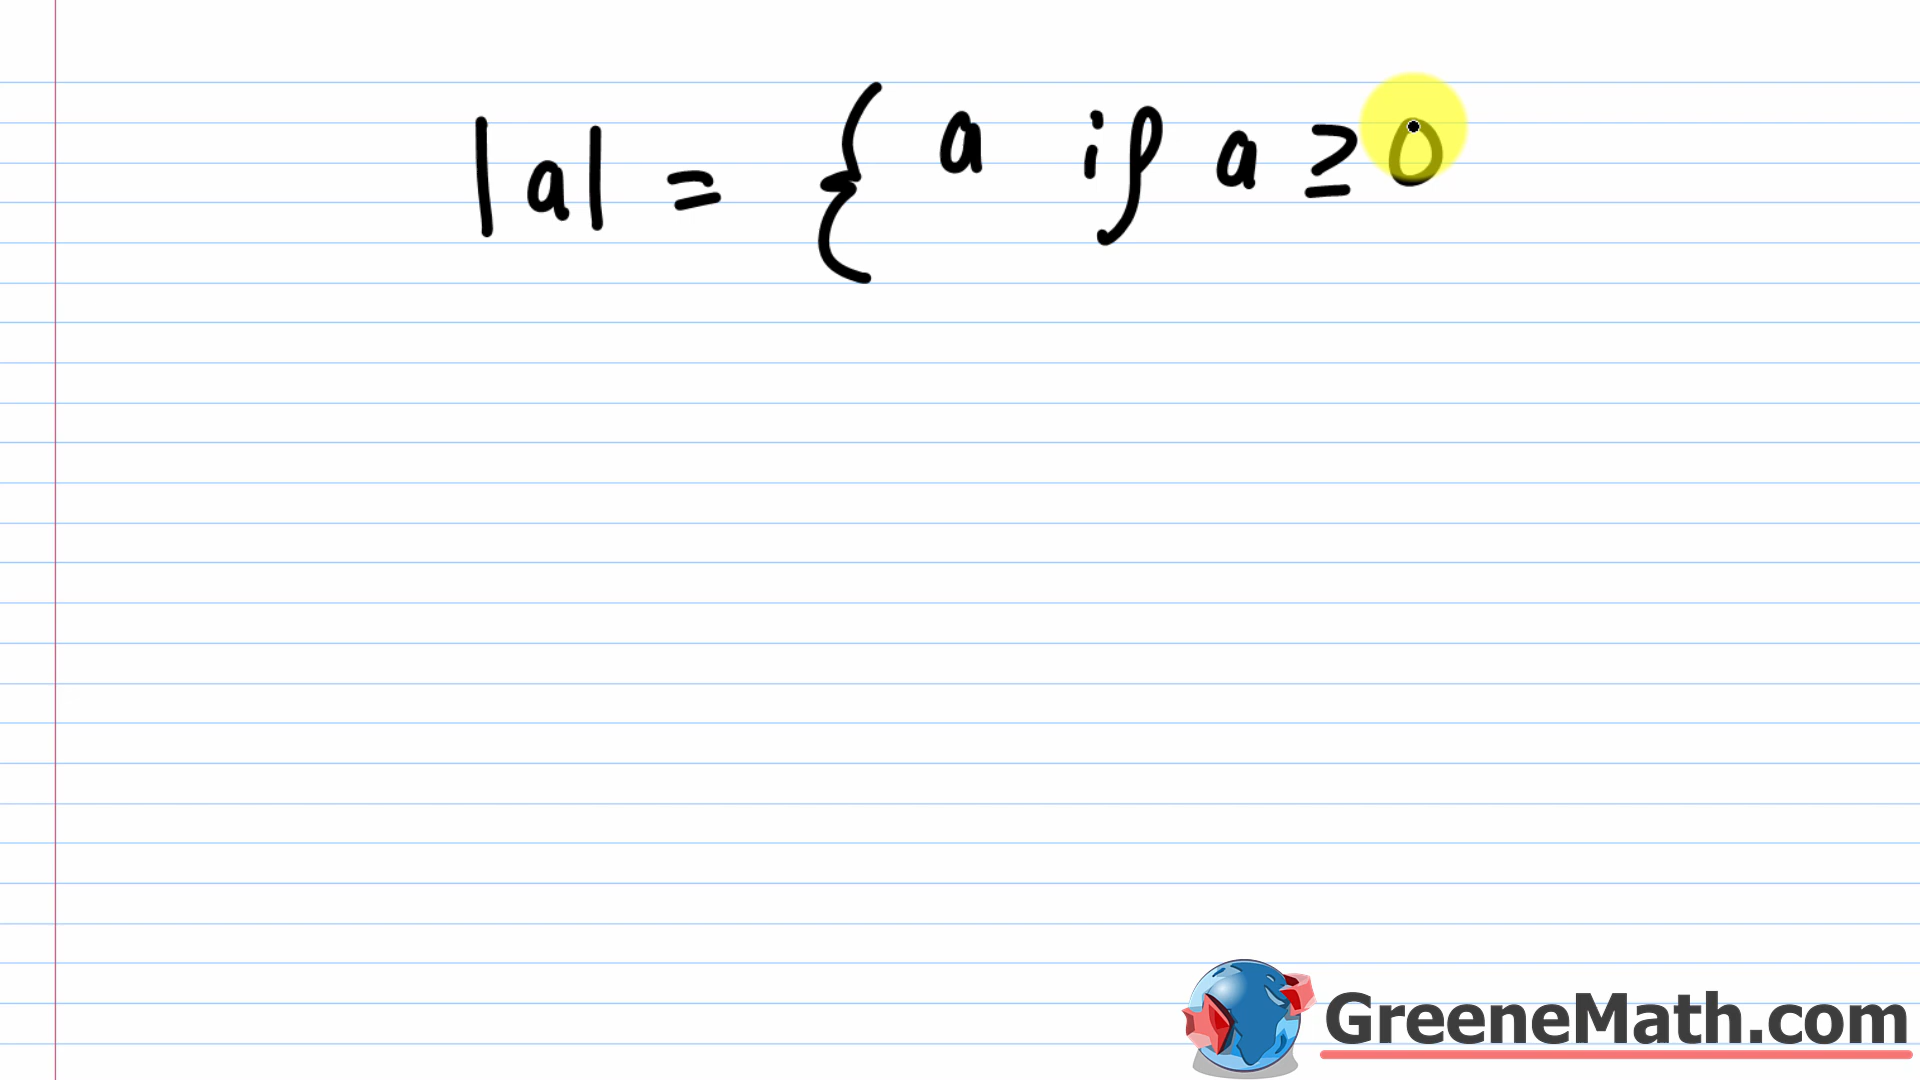 |a| = { a if a ≥ 0
GreeneMath.com